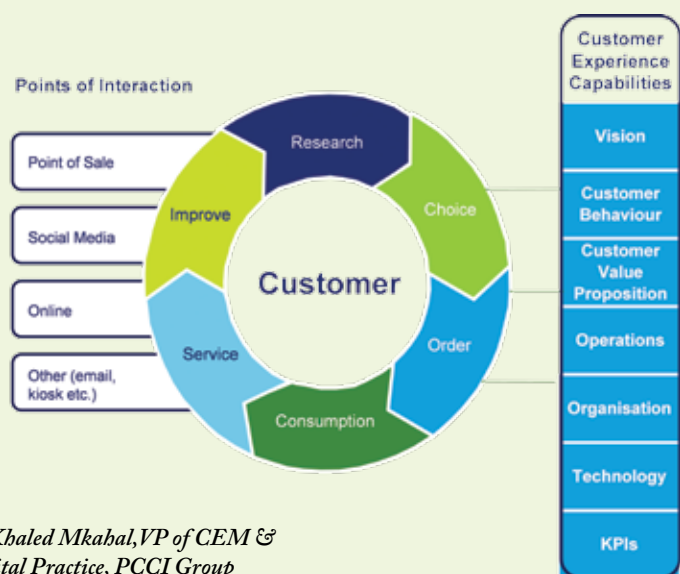 Points of Interaction
Point of Sale
Social Media
Online
Other (email,
kiosk etc.)
Research
Choice
Order
Consumption
Service
Improve
Customer
Customer
Experience
Capabilities
Vision
Customer
Behaviour
Customer
Value
Proposition
Operations
Organisation
Technology
KPIs
Mkahal,VP of CEM &
Practice, PCCI Group